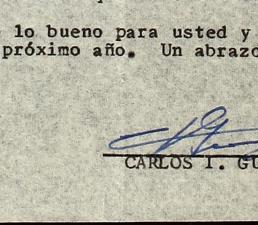 lo bueno para usted y
próximo año. Un abrazo
CARLOS I. GU